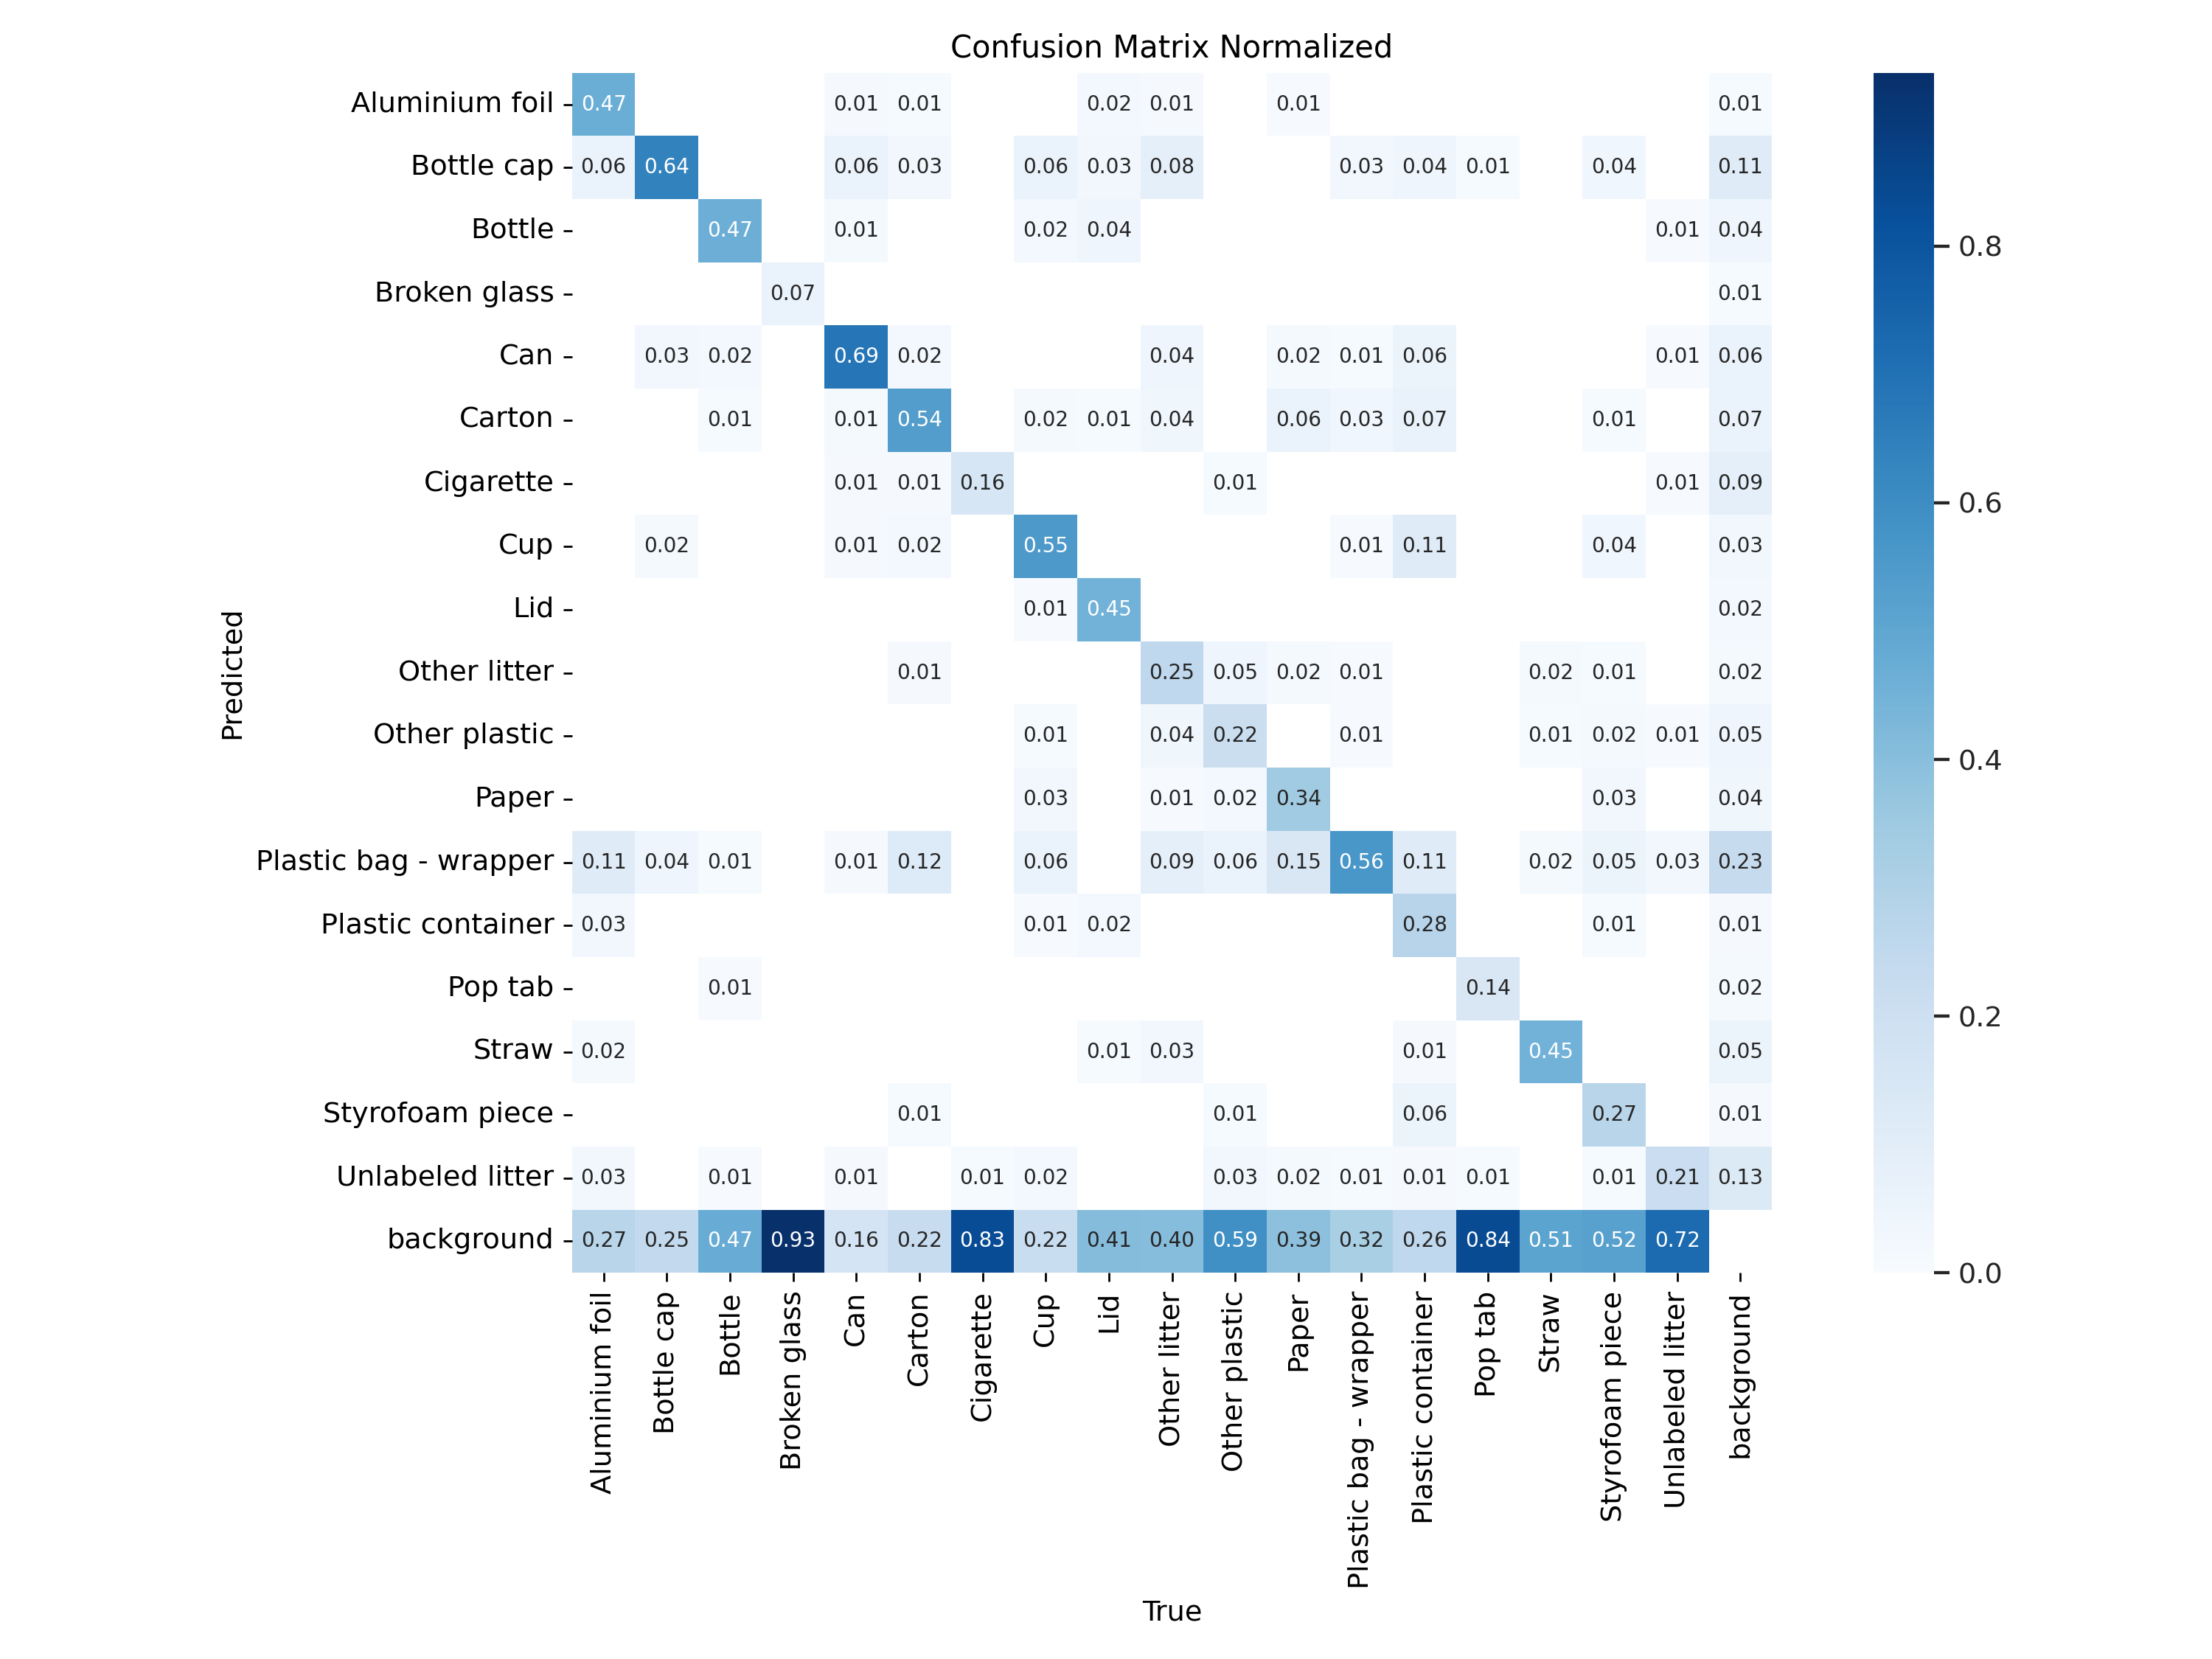 Confusion Matrix Normalized
Aluminium foil 0.47 0.01 0.01 0.02 0.01 0.01 0.01
Bottle cap 0.06 0.64 0.06 0.03 0.06 0.03 0.08 0.03 0.04 0.01 0.04 0.11
Bottle 0.47 0.01 0.02 0.04 0.01 0.04
0.8
Broken glass 0.07 0.01
Can 0.03 0.02 0.69 0.02 0.04 0.02 0.01 0.06 0.01 0.06
Carton 0.01 0.01 0.54 0.02 0.01 0.04 0.06 0.03 0.07 0.01 0.07
Cigarette 0.01 0.01 0.16 0.01 0.01 0.09
0.6
Cup 0.02 0.01 0.02 0.55 0.01 0.11 0.04 0.03
Lid 0.01 0.45 0.02
Predicted
Other litter 0.01 0.25 0.05 0.02 0.01 0.02 0.01 0.02
Other plastic 0.01 0.04 0.22 0.01 0.01 0.02 0.01 0.05
0.4
Paper 0.03 0.01 0.02 0.34 0.03 0.04
Plastic bag - wrapper 0.11 0.04 0.01 0.01 0.12 0.06 0.09 0.06 0.15 0.56 0.11 0.02 0.05 0.03 0.23
Plastic container 0.03 0.01 0.02 0.28 0.01 0.01
Pop tab 0.01 0.14 0.02
0.2
Straw 0.02 0.01 0.03 0.01 0.45 0.05
Styrofoam piece 0.01 0.01 0.06 0.27 0.01
Unlabeled litter 0.03 0.01 0.01 0.01 0.02 0.03 0.02 0.01 0.01 0.01 0.01 0.21 0.13
background 0.27 0.25 0.47 0.93 0.16 0.22 0.83 0.22 0.41 0.40 0.59 0.39 0.32 0.26 0.84 0.51 0.52 0.72
0.0
Aluminium foil
Bottle cap
Bottle
Broken glass
Can
Carton
Cigarette
Cup
Lid
Other litter
Other plastic
Paper
Plastic bag - wrapper
Plastic container
Pop tab
Straw
Styrofoam piece
Unlabeled litter
background
True